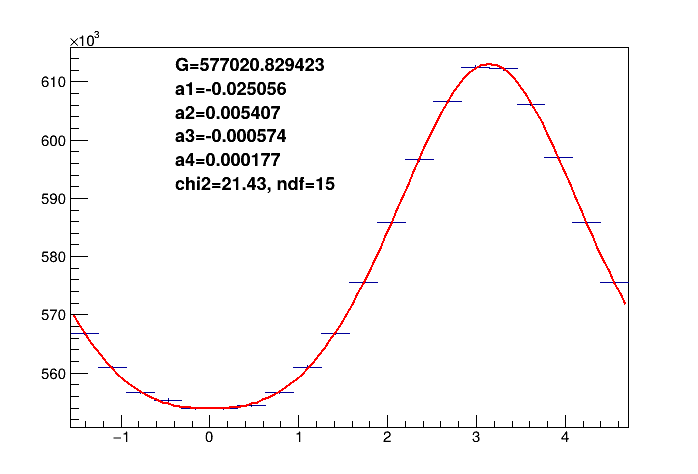 ×10³
G=577020.829423
a1=-0.025056
a2=0.005407
a3=-0.000574
a4=0.000177
chi2=21.43, ndf=15
610
600
590
580
570
560
−1 0 1 2 3 4